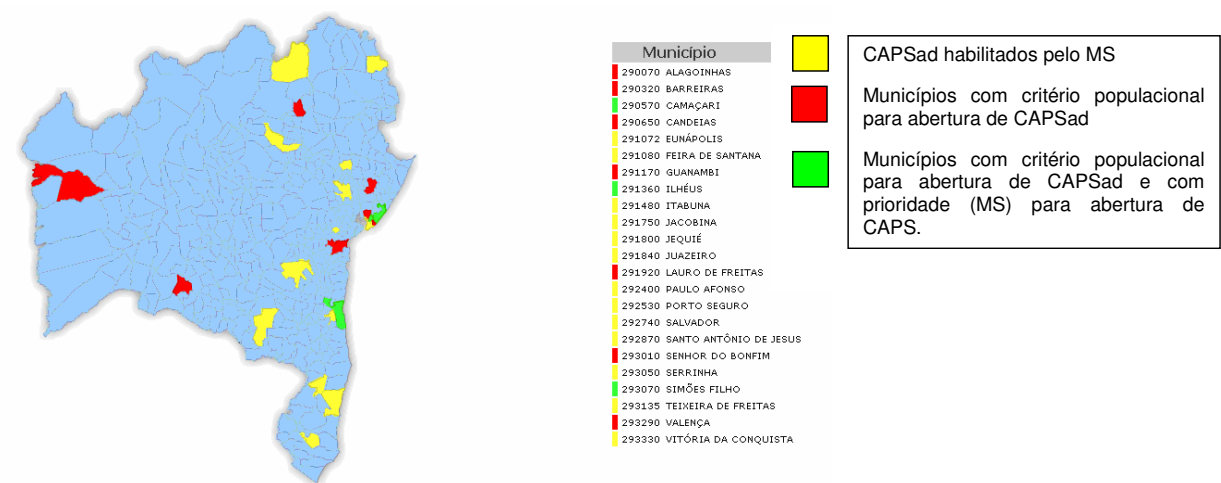 Município
290070 ALAGOINHAS
290320 BARREIRAS
290570 CAMAÇARI
290650 CANDEIAS
291072 EUNÁPOLIS
291080 FEIRA DE SANTANA
291170 GUANAMBI
291360 ILHÉUS
291480 ITABUNA
291750 JACOBINA
291800 JEQUIÉ
291840 JUAZEIRO
291920 LAURO DE FREITAS
292400 PAULO AFONSO
292530 PORTO SEGURO
292740 SALVADOR
292870 SANTO ANTÔNIO DE JESUS
293010 SENHOR DO BONFIM
293050 SERRINHA
293070 SIMÕES FILHO
293135 TEIXEIRA DE FREITAS
293290 VALENÇA
293330 VITÓRIA DA CONQUISTA
CAPSad habilitados pelo MS
Municípios com critério populacional
para abertura de CAPSad
Municípios com critério populacional
para abertura de CAPSad e com
prioridade (MS) para abertura de
CAPS.